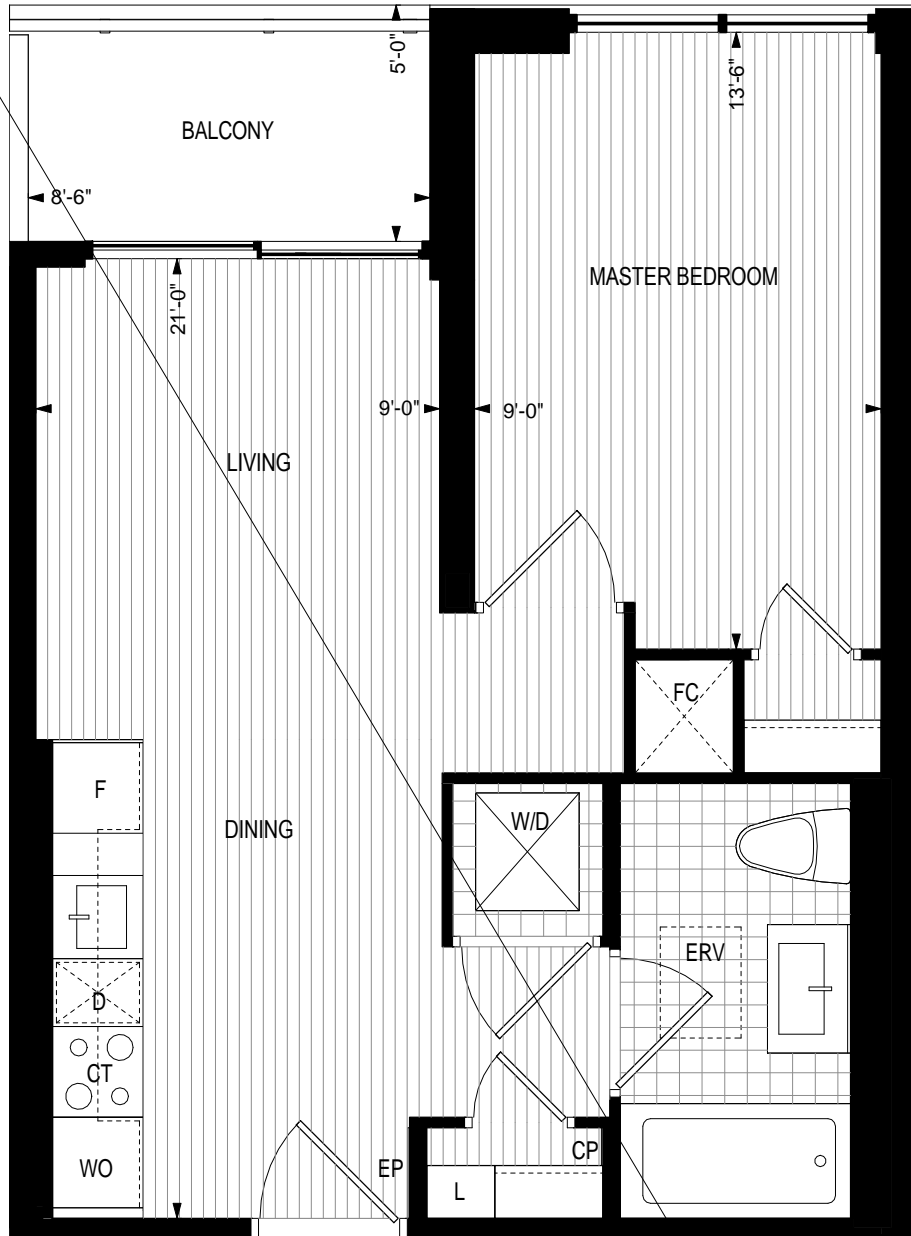 5'-0"
13'-6"
BALCONY
8'-6"
MASTER BEDROOM
21'-0"
9'-0"
9'-0"
LIVING
FC
F
W/D
DINING
ERV
D
CT
CP
WO
EP
L